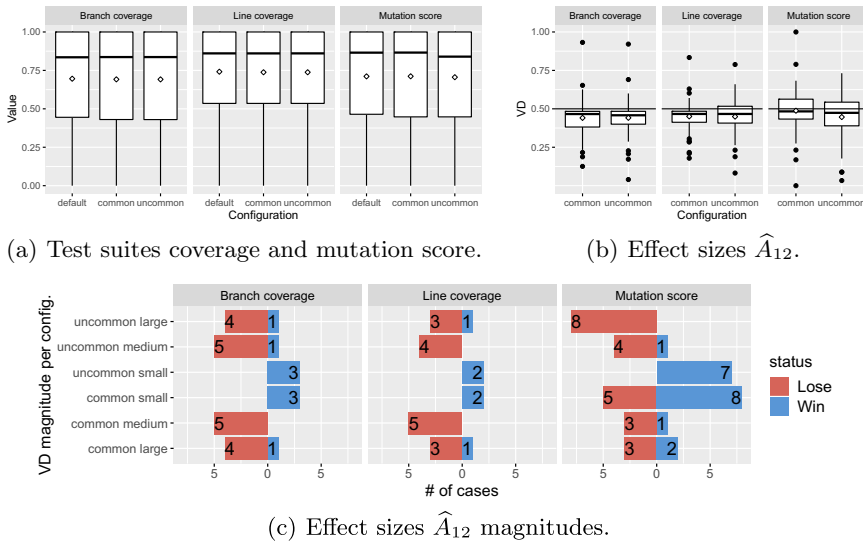 Branch coverage Line coverage Mutation score
1.00
0.75
0.50
0.25
0.00
Value
default common uncommon default common uncommon default common uncommon
Configuration
(a) Test suites coverage and mutation score.
Branch coverage Line coverage Mutation score
1.00
0.75
0.50
0.25
VD
common uncommon common uncommon common uncommon
Configuration
(b) Effect sizes Â₁₂.
VD magnitude per config.
Branch coverage Line coverage Mutation score
uncommon large 4 1 3 1 8
uncommon medium 5 1 4 4 1
uncommon small 3 2 7
common small 3 2 5 8
common medium 5 5 3 1
common large 4 1 3 1 3 2
5 0 5 5 0 5 5 0 5
# of cases
status
Lose
Win
(c) Effect sizes Â₁₂ magnitudes.